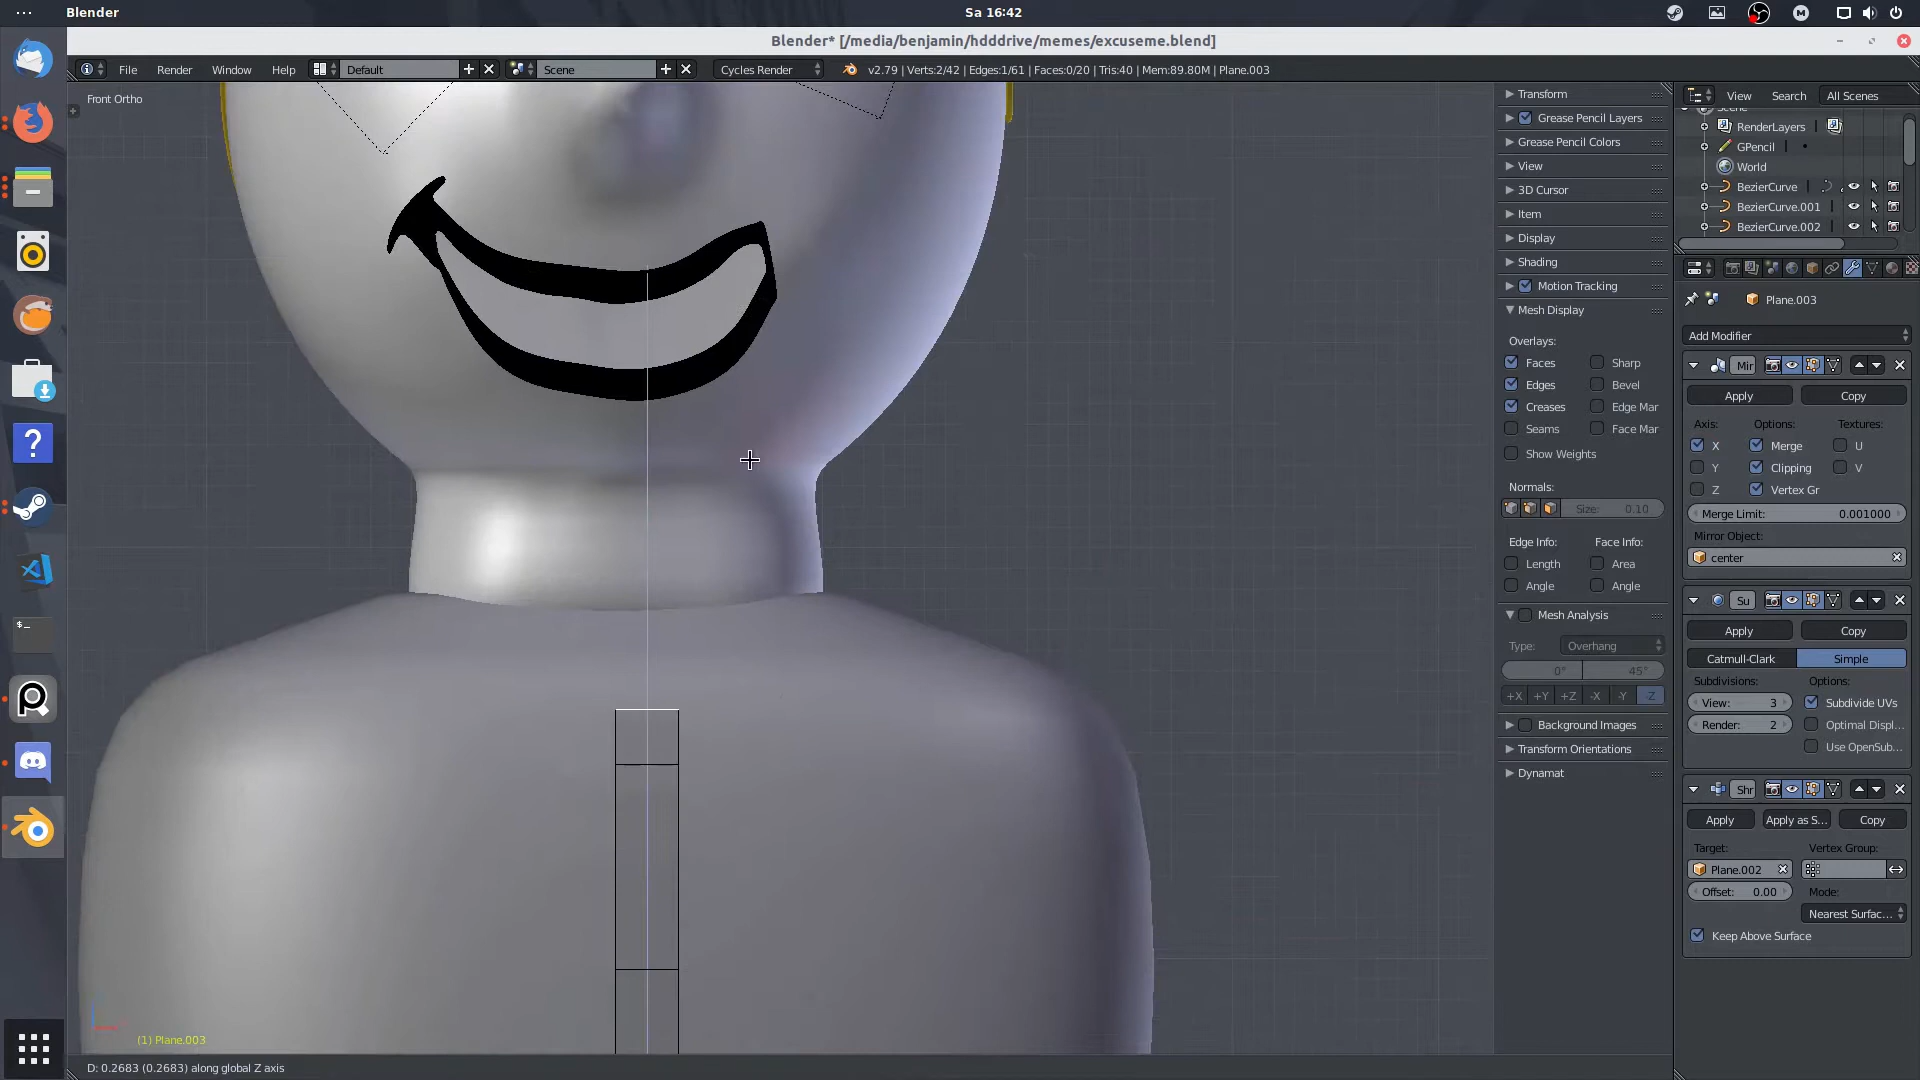 Blender
Sa 16:42
Blender* [/media/benjamin/hdddrive/memes/excuseme.blend]
File Render Window Help Default Scene Cycles Render v2.79 | Verts:2/42 | Edges:1/61 | Faces:0/20 | Tris:40 | Mem:89.80M | Plane.003
Front Ortho
Transform
Grease Pencil Layers
Grease Pencil Colors
View
3D Cursor
Item
Display
Shading
Motion Tracking
Mesh Display
Overlays:
Faces Sharp
Edges Bevel
Creases Edge Mar
Seams Face Mar
Show Weights
Normals:
Size: 0.10
Edge Info: Face Info:
Length Area
Angle Angle
Mesh Analysis
Type: Overhang
0° 45°
+X +Y +Z -X -Y -Z
Background Images
Transform Orientations
Dynamat
View Search All Scenes
Scene
RenderLayers
GPencil
World
BezierCurve
BezierCurve.001
BezierCurve.002
Plane.003
Add Modifier
Mir
Apply Copy
Axis: Options: Textures:
X Merge U
Y Clipping V
Z Vertex Gr
Merge Limit: 0.001000
Mirror Object:
center
Su
Apply Copy
Catmull-Clark Simple
Subdivisions: Options:
View: 3 Subdivide UVs
Render: 2 Optimal Displ...
Use OpenSub...
Shr
Apply Apply as S... Copy
Target: Vertex Group:
Plane.002
Offset: 0.00 Mode:
Nearest Surfac...
Keep Above Surface
(1) Plane.003
D: 0.2683 (0.2683) along global Z axis